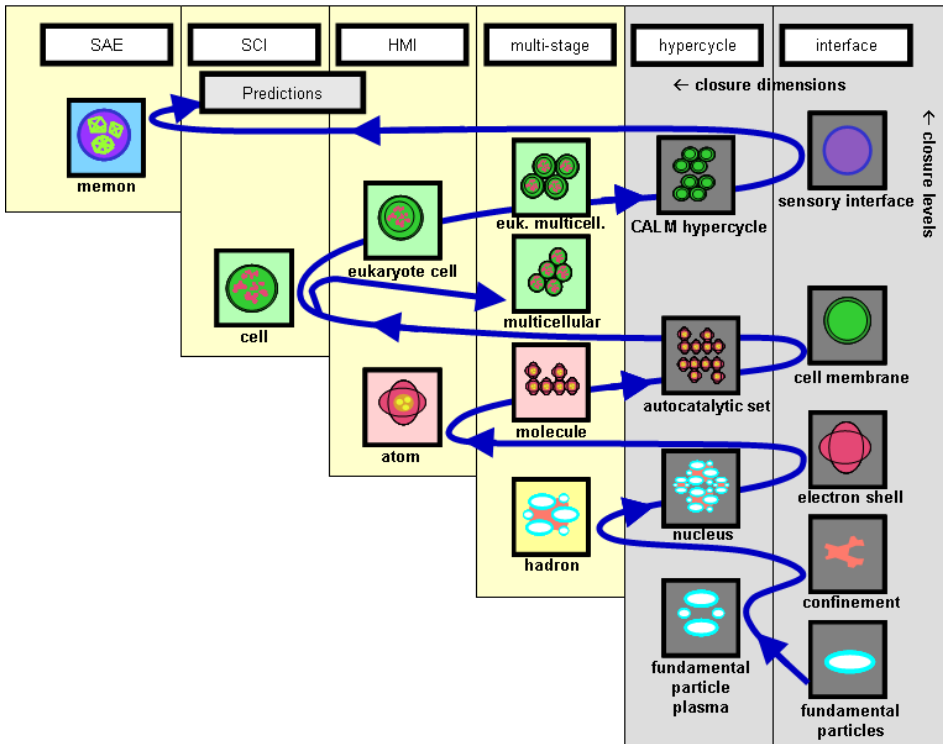 SAE
SCI
HMI
multi-stage
hypercycle
interface
← closure dimensions
← closure levels
Predictions
memon
euk. multicell.
CALM hypercycle
sensory interface
eukaryote cell
cell
multicellular
autocatalytic set
cell membrane
atom
molecule
electron shell
nucleus
hadron
confinement
fundamental
particle
plasma
fundamental
particles